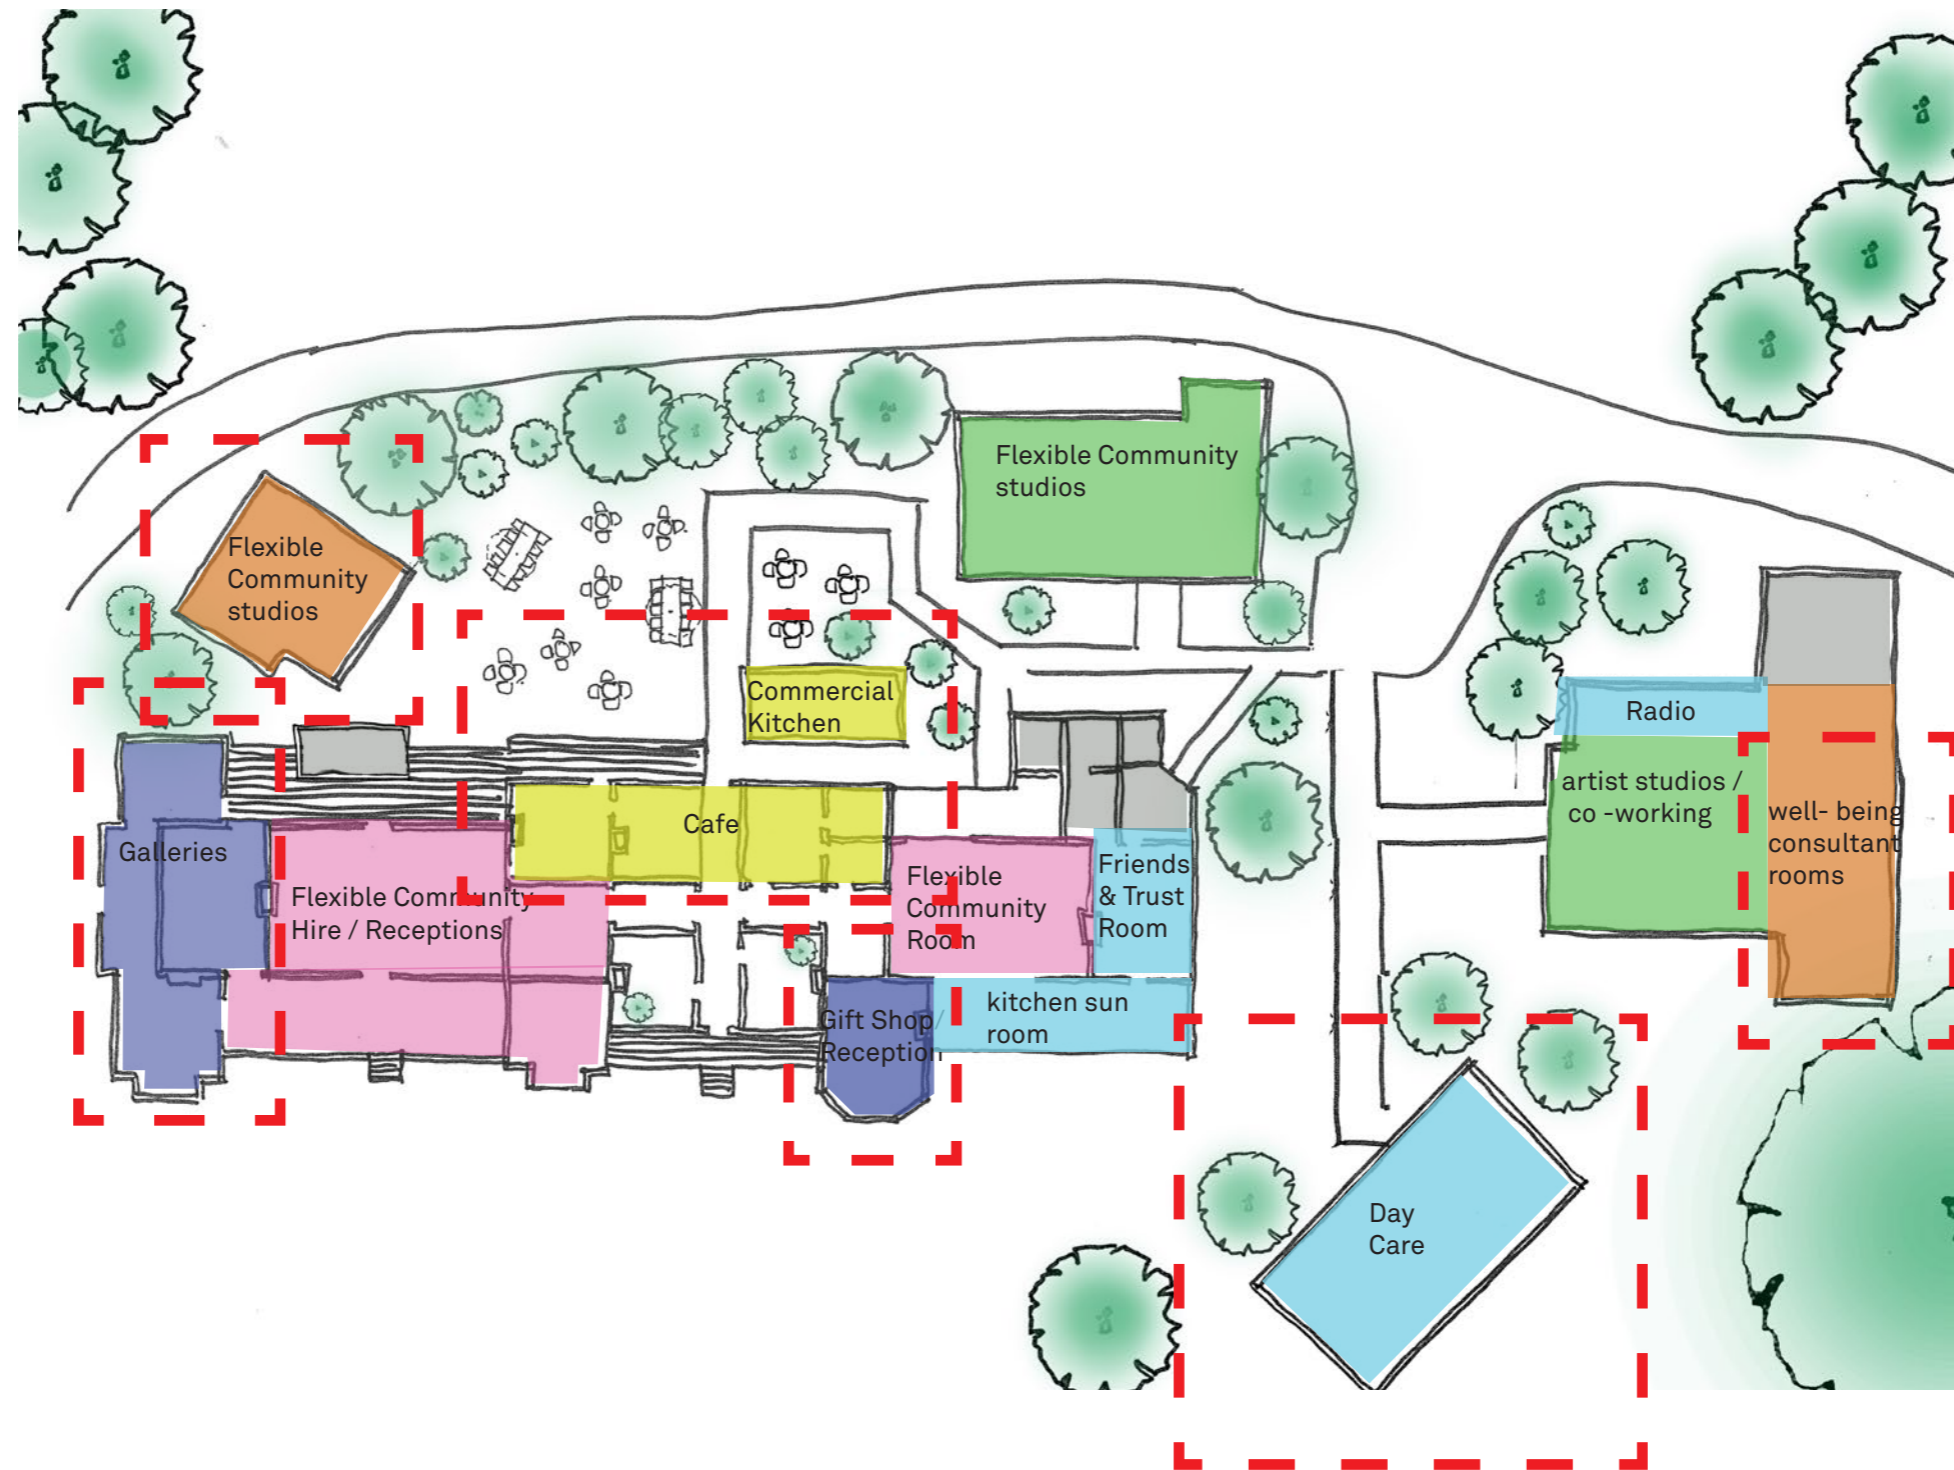 Flexible Community
studios
Flexible
Community
studios
Commercial
Kitchen
Radio
artist studios /
co -working
well- being
consultant
rooms
Cafe
Galleries
Flexible Community
Hire / Receptions
Flexible
Community
Room
Friends
& Trust
Room
Gift Shop/
Reception
kitchen sun
room
Day
Care